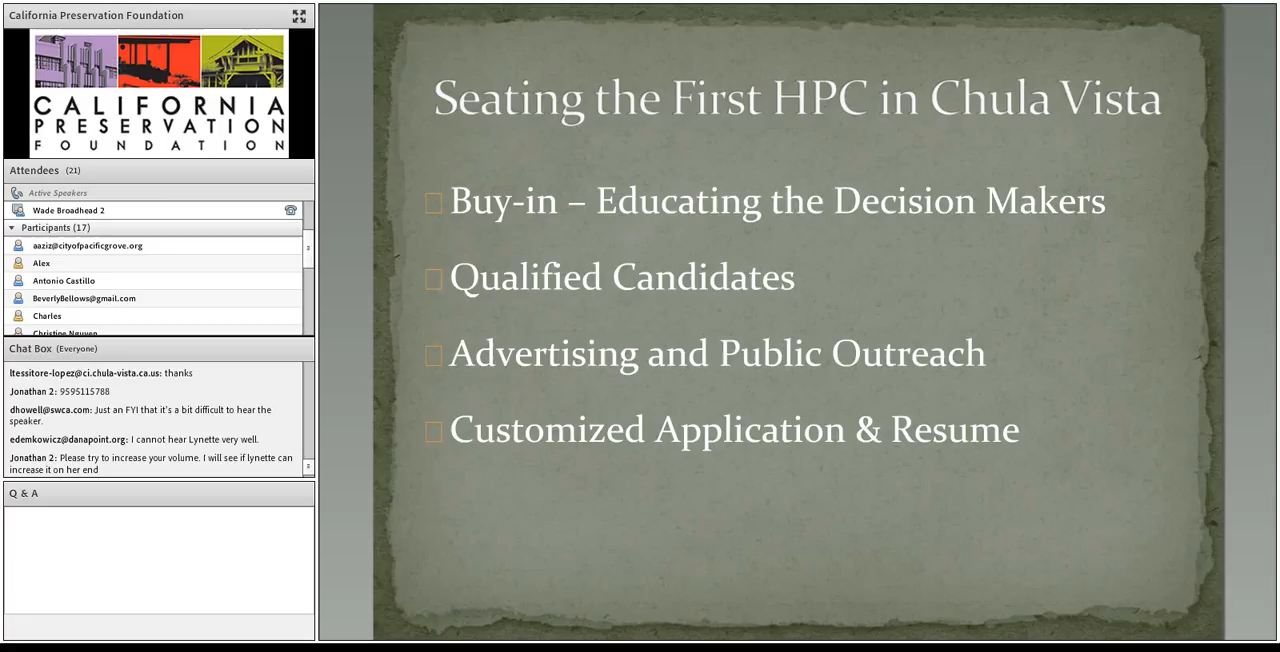 California Preservation Foundation
CALIFORNIA
PRESERVATION
FOUNDATION
Attendees (21)
Active Speakers
Wade Broadhead 2
Participants (17)
aaziz@cityofpacificgrove.org
Alex
Antonio Castillo
BeverlyBellows@gmail.com
Charles
Christine Nguyen
Chat Box (Everyone)
ltessitore-lopez@ci.chula-vista.ca.us: thanks
Jonathan 2: 9595115788
dhowell@swca.com: Just an FYI that it's a bit difficult to hear the
speaker.
edemkowicz@danapoint.org: I cannot hear Lynette very well.
Jonathan 2: Please try to increase your volume. I will see if lynette can
increase it on her end
Q & A
Seating the First HPC in Chula Vista
Buy-in – Educating the Decision Makers
Qualified Candidates
Advertising and Public Outreach
Customized Application & Resume